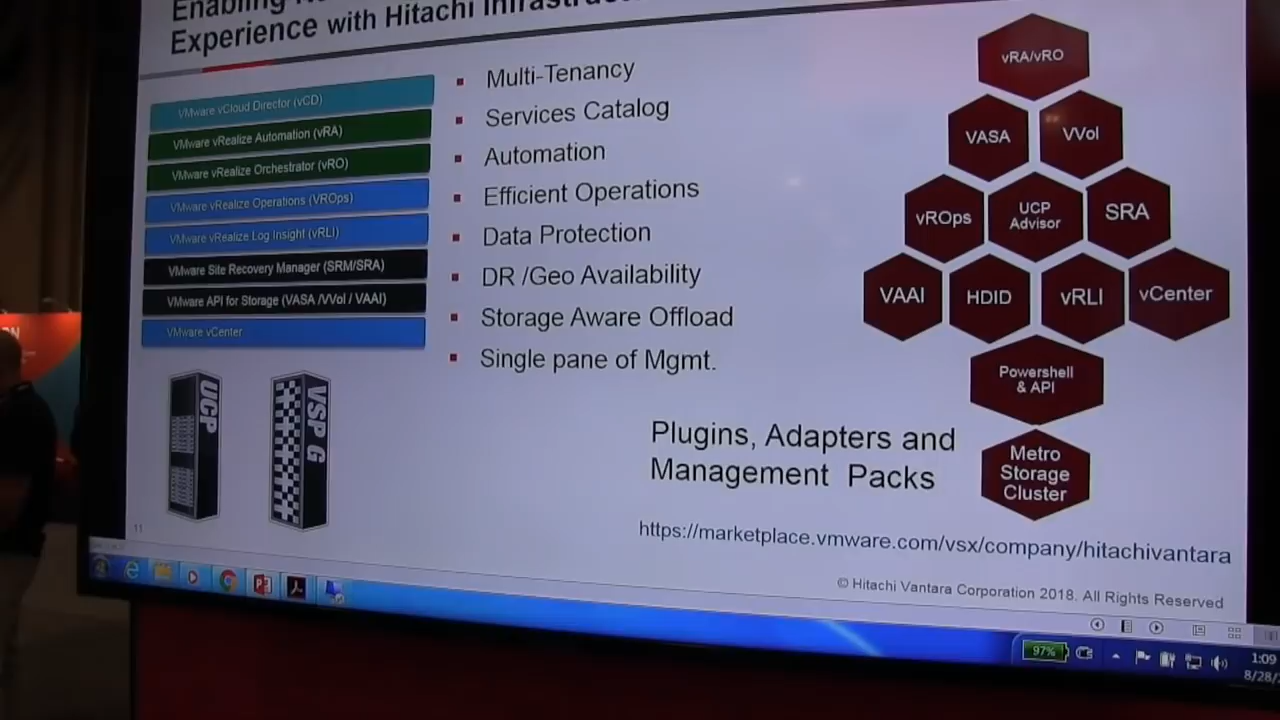 Enabling
Experience with Hitachi
VMware vCloud Director (vCD)
VMware vRealize Automation (vRA)
VMware vRealize Orchestrator (vRO)
VMware vRealize Operations (VROps)
VMware vRealize Log Insight (vRLI)
VMware Site Recovery Manager (SRM/SRA)
VMware API for Storage (VASA /VVol / VAAI)
VMware vCenter
UCP
VSP G
Multi-Tenancy
Services Catalog
Automation
Efficient Operations
Data Protection
DR /Geo Availability
Storage Aware Offload
Single pane of Mgmt.
vRA/vRO
VASA
VVol
vROps
UCP
Advisor
SRA
VAAI
HDID
vRLI
vCenter
Powershell
& API
Metro
Storage
Cluster
Plugins, Adapters and
Management Packs
https://marketplace.vmware.com/vsx/company/hitachivantara
11
© Hitachi Vantara Corporation 2018. All Rights Reserved
97%
1:09
8/28/